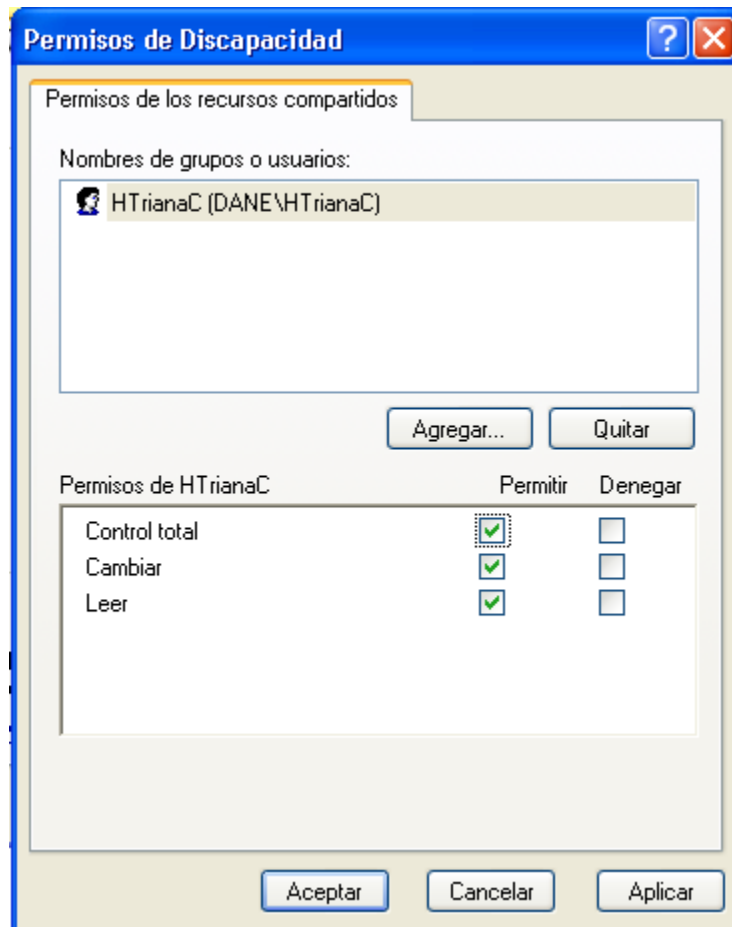 Permisos de Discapacidad
Permisos de los recursos compartidos
Nombres de grupos o usuarios:
HTrianaC (DANE\HTrianaC)
Agregar... Quitar
Permisos de HTrianaC Permitir Denegar
Control total
Cambiar
Leer
Aceptar Cancelar Aplicar